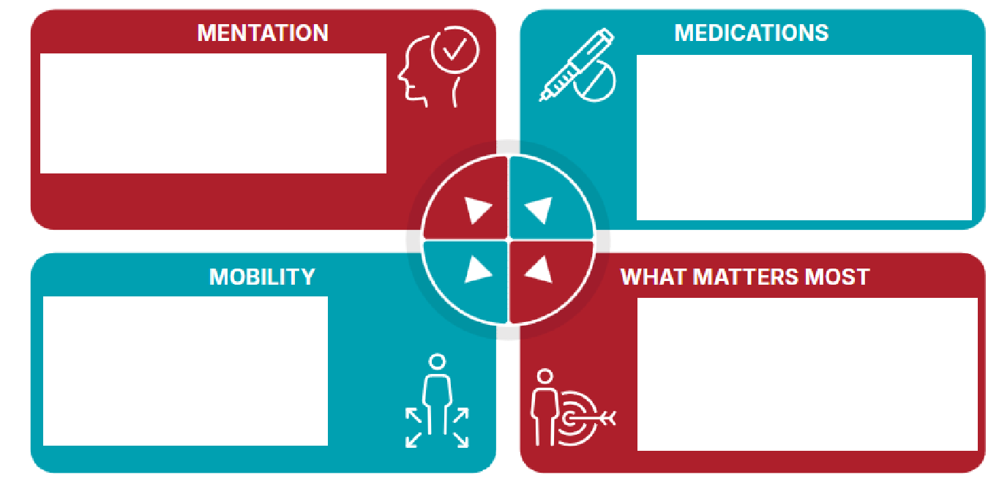 MENTATION
MEDICATIONS
MOBILITY
WHAT MATTERS MOST